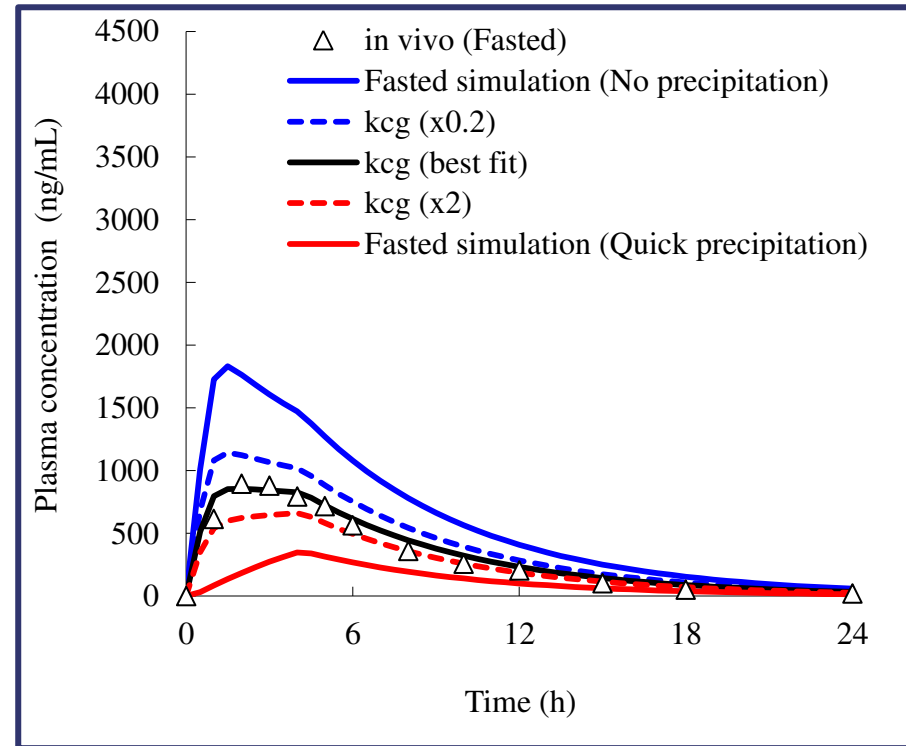 4500
4000
3500
3000
2500
2000
1500
1000
500
0
Plasma concentration (ng/mL)
in vivo (Fasted)
Fasted simulation (No precipitation)
kcg (x0.2)
kcg (best fit)
kcg (x2)
Fasted simulation (Quick precipitation)
0 6 12 18 24
Time (h)